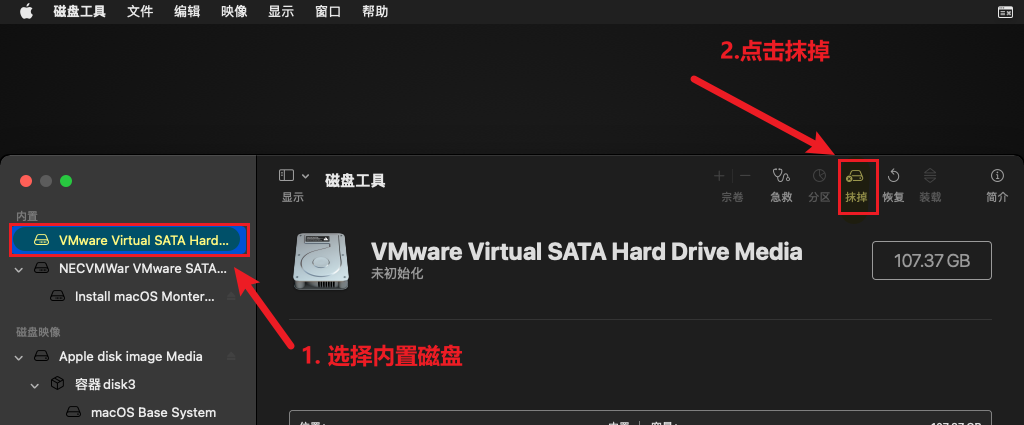 磁盘工具 文件 编辑 映像 显示 窗口 帮助
2.点击抹掉
显示
磁盘工具
宗卷 急救 分区 抹掉 恢复 装载 简介
内置
VMware Virtual SATA Hard...
NECVMWar VMware SATA...
Install macOS Monter...
VMware Virtual SATA Hard Drive Media
未初始化
107.37 GB
1. 选择内置磁盘
磁盘映像
Apple disk image Media
容器 disk3
macOS Base System